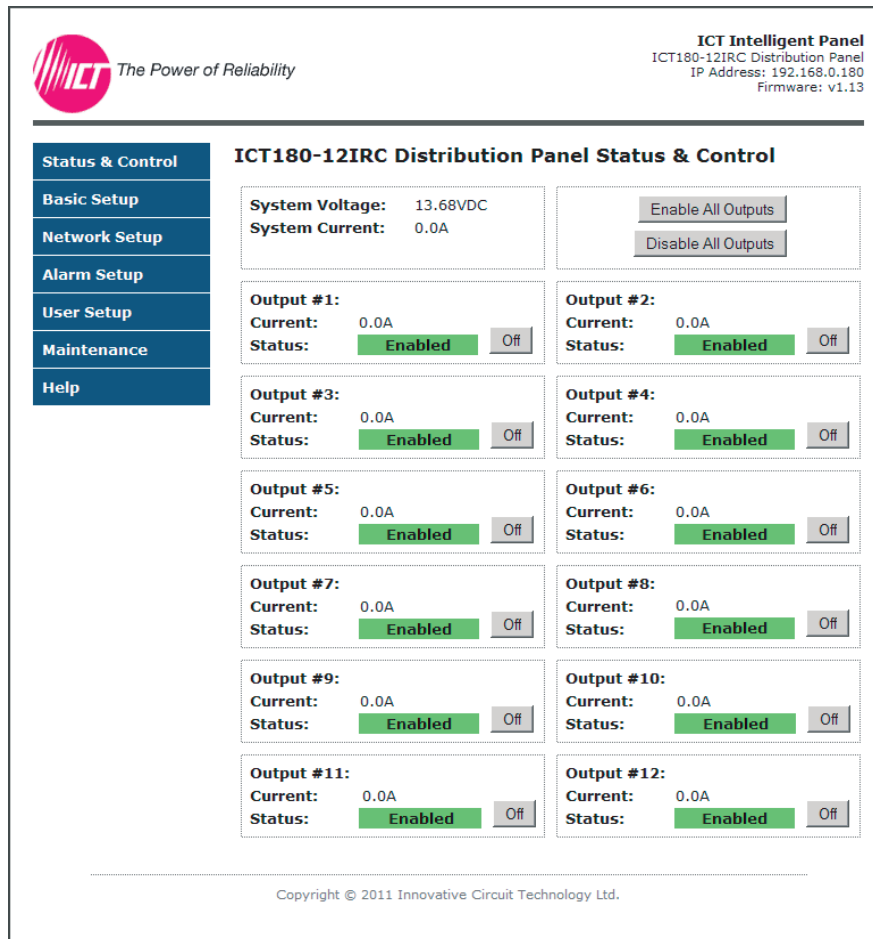 ICT
The Power of Reliability
ICT Intelligent Panel
ICT180-12IRC Distribution Panel
IP Address: 192.168.0.180
Firmware: v1.13
Status & Control
Basic Setup
Network Setup
Alarm Setup
User Setup
Maintenance
Help
ICT180-12IRC Distribution Panel Status & Control
System Voltage: 13.68VDC
System Current: 0.0A
Enable All Outputs
Disable All Outputs
Output #1:
Current: 0.0A
Status: Enabled Off
Output #2:
Current: 0.0A
Status: Enabled Off
Output #3:
Current: 0.0A
Status: Enabled Off
Output #4:
Current: 0.0A
Status: Enabled Off
Output #5:
Current: 0.0A
Status: Enabled Off
Output #6:
Current: 0.0A
Status: Enabled Off
Output #7:
Current: 0.0A
Status: Enabled Off
Output #8:
Current: 0.0A
Status: Enabled Off
Output #9:
Current: 0.0A
Status: Enabled Off
Output #10:
Current: 0.0A
Status: Enabled Off
Output #11:
Current: 0.0A
Status: Enabled Off
Output #12:
Current: 0.0A
Status: Enabled Off
Copyright © 2011 Innovative Circuit Technology Ltd.